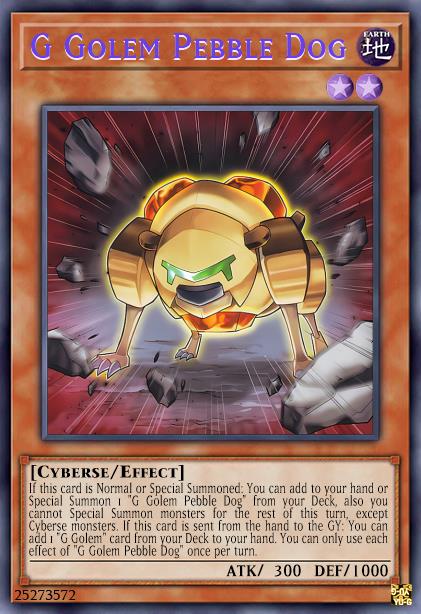 G Golem Pebble Dog
EARTH
地
[Cyberse/Effect]
If this card is Normal or Special Summoned: You can add to your hand or
Special Summon 1 "G Golem Pebble Dog" from your Deck, also you
cannot Special Summon monsters for the rest of this turn, except
Cyberse monsters. If this card is sent from the hand to the GY: You can
add 1 "G Golem" card from your Deck to your hand. You can only use each
effect of "G Golem Pebble Dog" once per turn.
ATK/ 300 DEF/1000
25273572